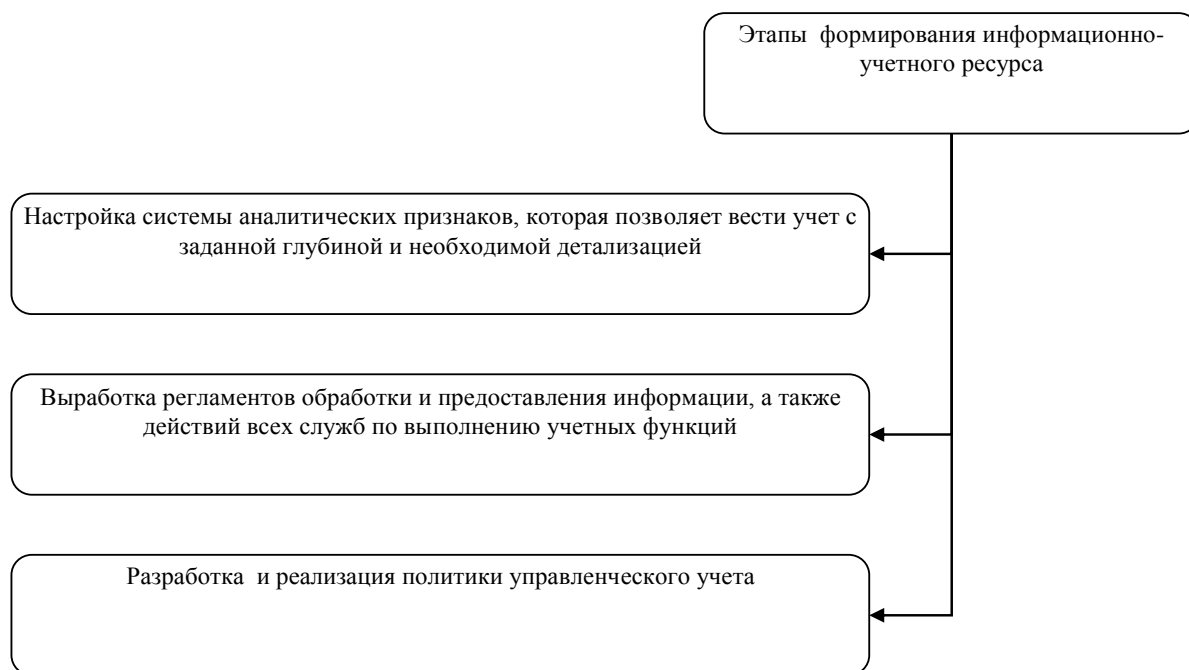 Этапы формирования информационно-
учетного ресурса
Настройка системы аналитических признаков, которая позволяет вести учет с
заданной глубиной и необходимой детализацией
Выработка регламентов обработки и предоставления информации, а также
действий всех служб по выполнению учетных функций
Разработка и реализация политики управленческого учета